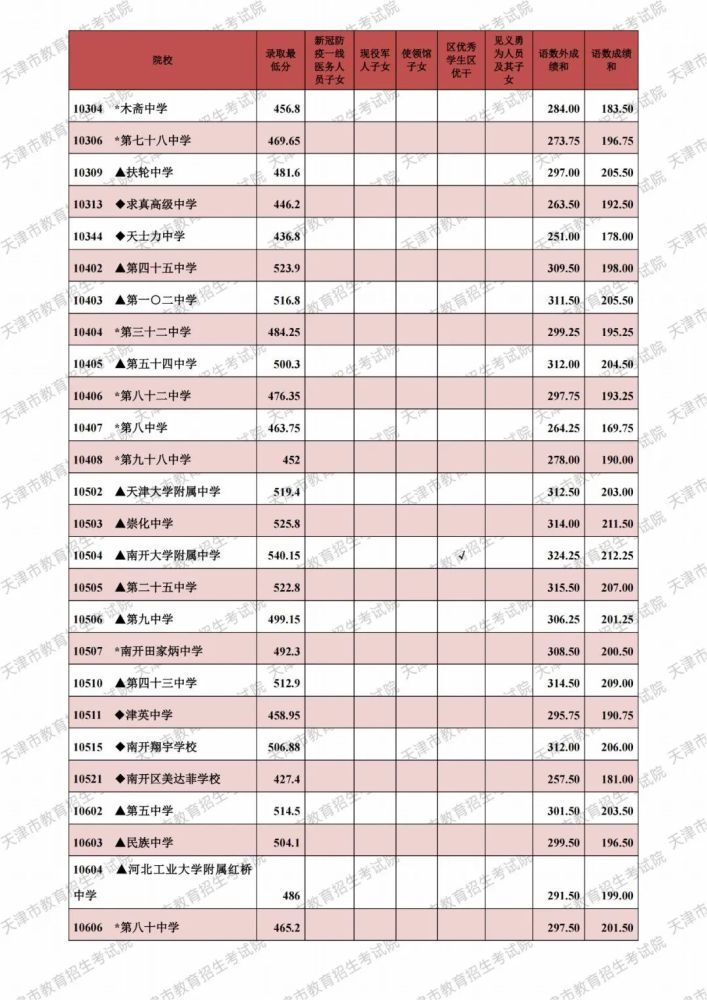 院校 录取最低分 新冠防疫一线医务人员子女 现役军人子女 使领馆子女 区优秀学生区优干 见义勇为人员及其子女 语数外成绩和 语数成绩和
10304 *木斋中学 456.8 284.00 183.50
10306 *第七十八中学 469.65 273.75 196.75
10309 ▲扶轮中学 481.6 297.00 205.50
10313 ◆求真高级中学 446.2 263.50 192.50
10344 ◆天士力中学 436.8 251.00 178.00
10402 ▲第四十五中学 523.9 309.50 198.00
10403 ▲第一〇二中学 516.8 311.50 205.50
10404 *第三十二中学 484.25 299.25 195.25
10405 ▲第五十四中学 500.3 312.00 204.50
10406 *第八十二中学 476.35 297.75 193.25
10407 *第八中学 463.75 264.25 169.75
10408 *第九十八中学 452 278.00 190.00
10502 ▲天津大学附属中学 519.4 312.50 203.00
10503 ▲崇化中学 525.8 314.00 211.50
10504 ▲南开大学附属中学 540.15 √ 324.25 212.25
10505 ▲第二十五中学 522.8 315.50 207.00
10506 ▲第九中学 499.15 306.25 201.25
10507 *南开田家炳中学 492.3 308.50 200.50
10510 ▲第四十三中学 512.9 314.50 209.00
10511 ◆津英中学 458.95 295.75 190.75
10515 ◆南开翔宇学校 506.88 312.00 206.00
10521 ◆南开区美达菲学校 427.4 257.50 181.00
10602 ▲第五中学 514.5 301.50 203.50
10603 ▲民族中学 504.1 299.50 196.50
10604 ▲河北工业大学附属红桥
中学 486 291.50 199.00
10606 *第八十中学 465.2 297.50 201.50
天津市教育招生考试院